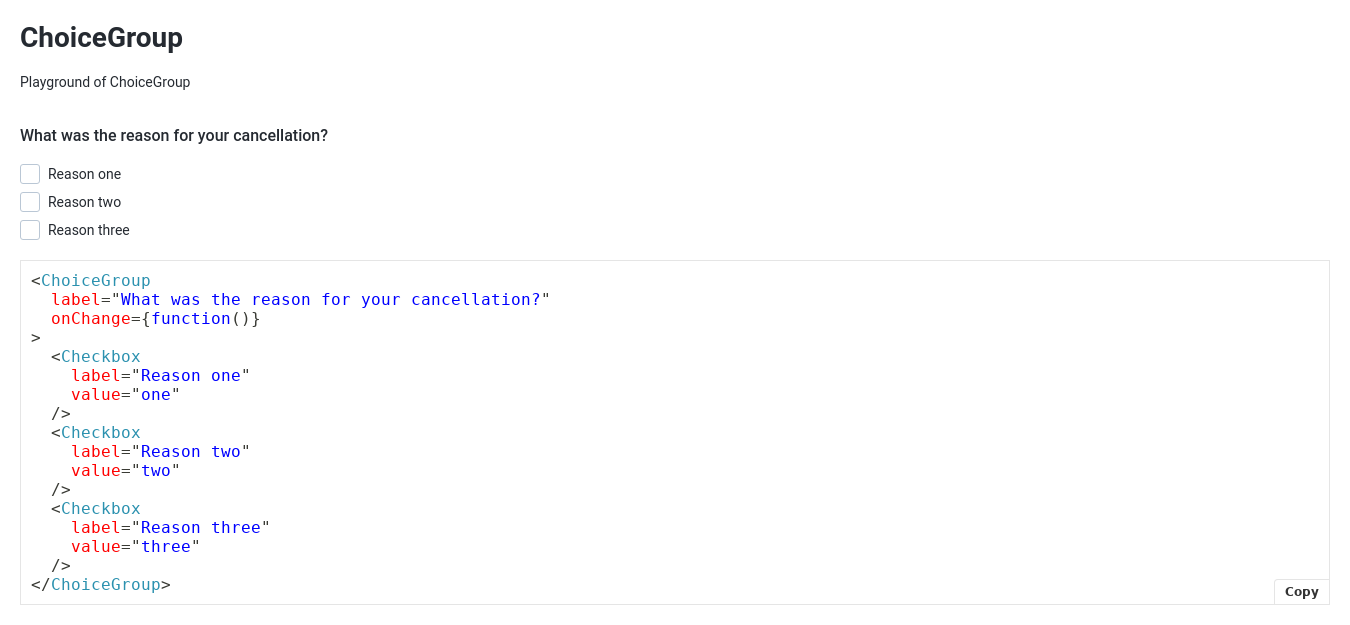 ChoiceGroup
Playground of ChoiceGroup
What was the reason for your cancellation?
Reason one
Reason two
Reason three
<ChoiceGroup
  label="What was the reason for your cancellation?"
  onChange={function()}
>
  <Checkbox
    label="Reason one"
    value="one"
  />
  <Checkbox
    label="Reason two"
    value="two"
  />
  <Checkbox
    label="Reason three"
    value="three"
  />
</ChoiceGroup>
Copy